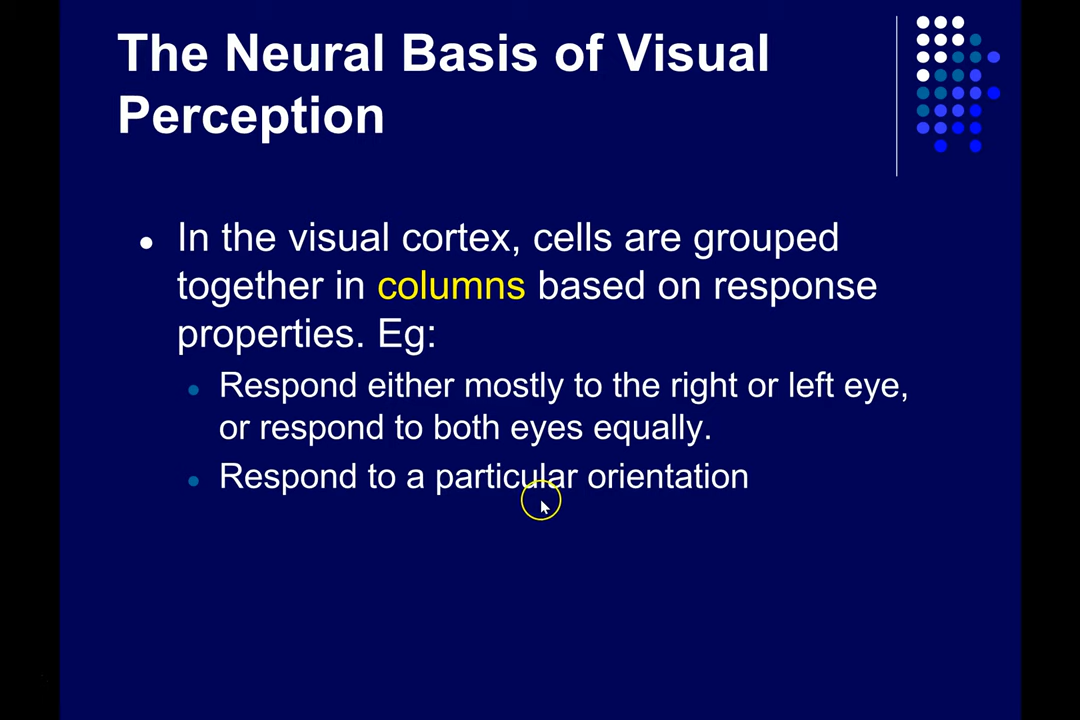 The Neural Basis of Visual
Perception
In the visual cortex, cells are grouped
together in columns based on response
properties. Eg:
Respond either mostly to the right or left eye,
or respond to both eyes equally.
Respond to a particular orientation